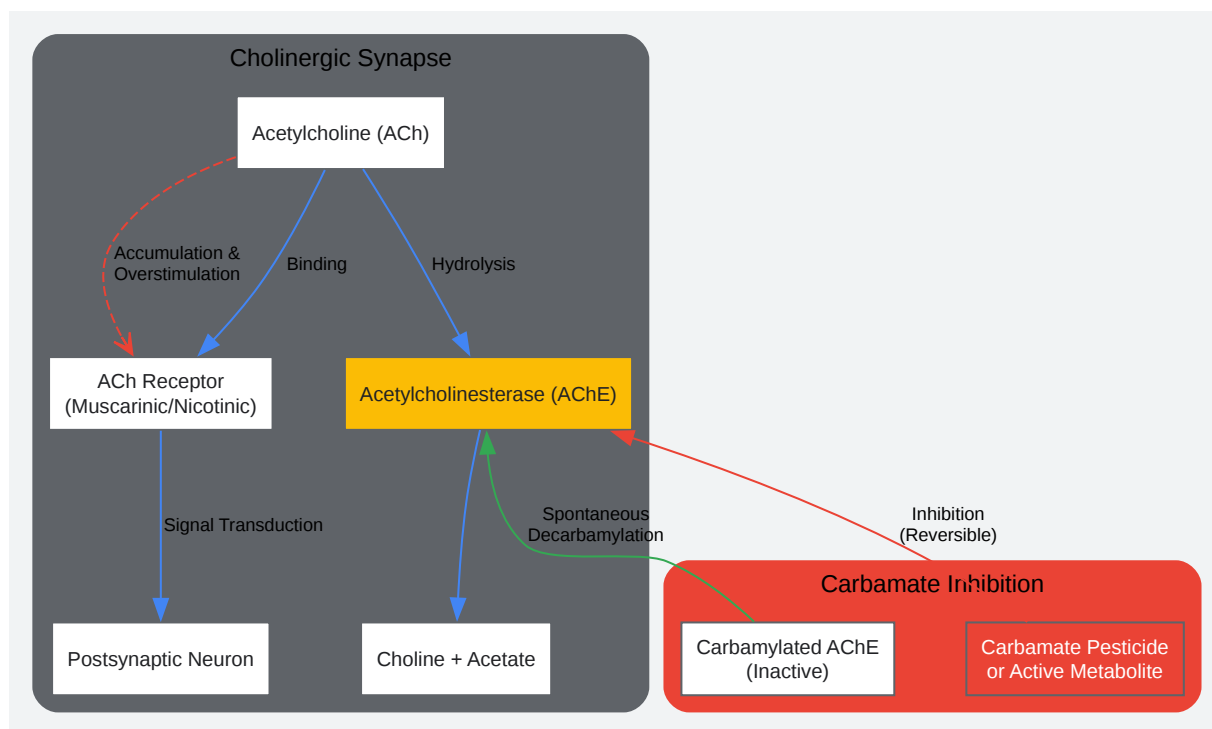 Cholinergic Synapse
Acetylcholine (ACh)
Accumulation &
Overstimulation
Binding
Hydrolysis
ACh Receptor
(Muscarinic/Nicotinic)
Acetylcholinesterase (AChE)
Signal Transduction
Spontaneous
Decarbamylation
Inhibition
(Reversible)
Carbamate Inhibition
Postsynaptic Neuron
Choline + Acetate
Carbamylated AChE
(Inactive)
Carbamate Pesticide
or Active Metabolite